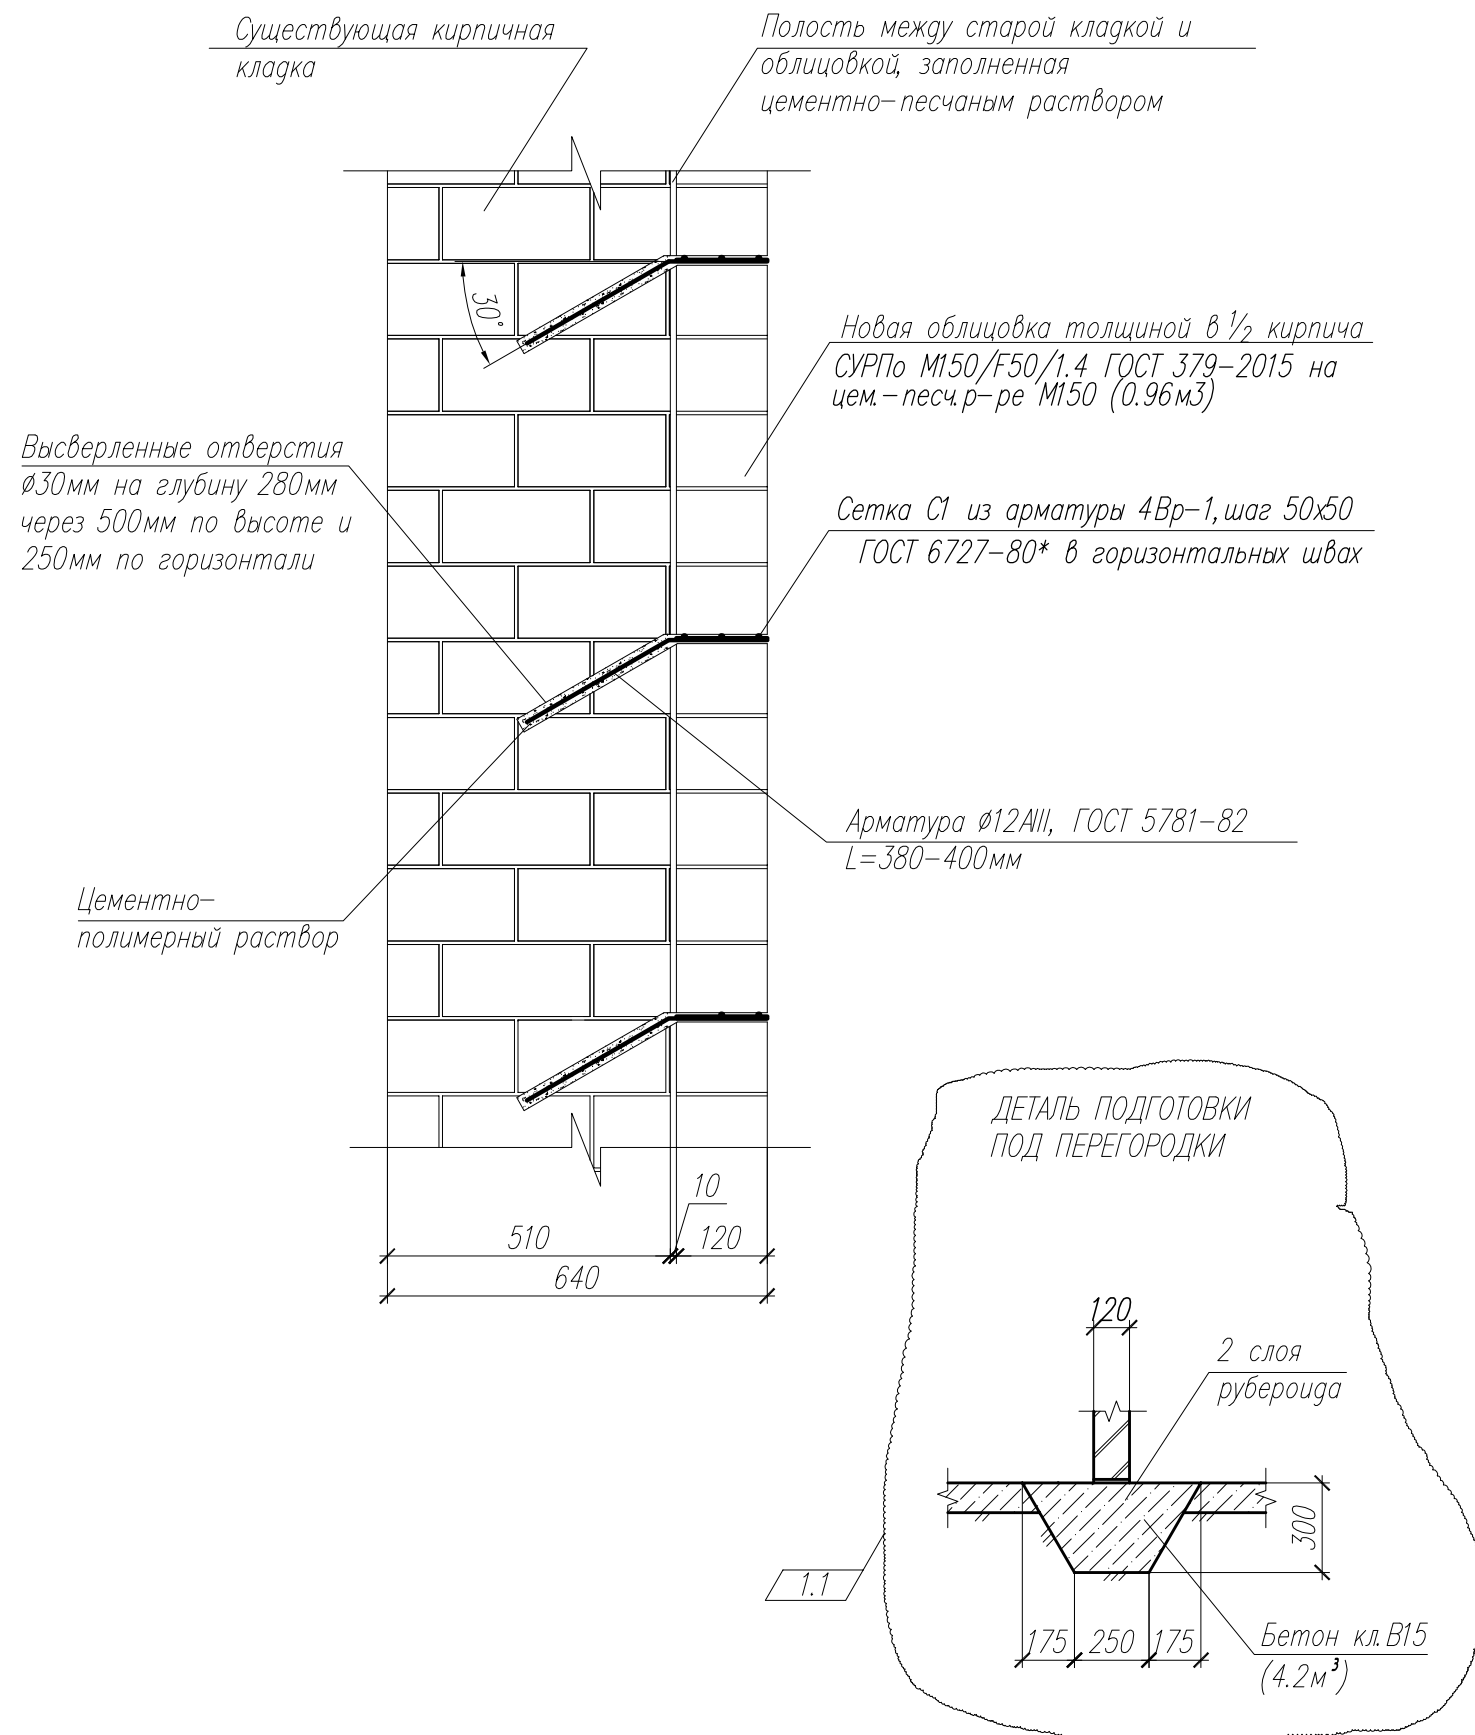 Существующая кирпичная
кладка
Полость между старой кладкой и
облицовкой, заполненная
цементно-песчаным раствором
30°
Новая облицовка толщиной в 1/2 кирпича
СУРПо М150/F50/1.4 ГОСТ 379-2015 на
цем.-песч.р-ре М150 (0.96м3)
Высверленные отверстия
ø30мм на глубину 280мм
через 500мм по высоте и
250мм по горизонтали
Сетка С1 из арматуры 4Вр-1, шаг 50х50
ГОСТ 6727-80* в горизонтальных швах
Арматура ø12АIII, ГОСТ 5781-82
L=380-400мм
Цементно-
полимерный раствор
10
510
120
640
ДЕТАЛЬ ПОДГОТОВКИ
ПОД ПЕРЕГОРОДКИ
120
2 слоя
рубероида
300
1.1
175
250
175
Бетон кл.В15
(4.2м³)